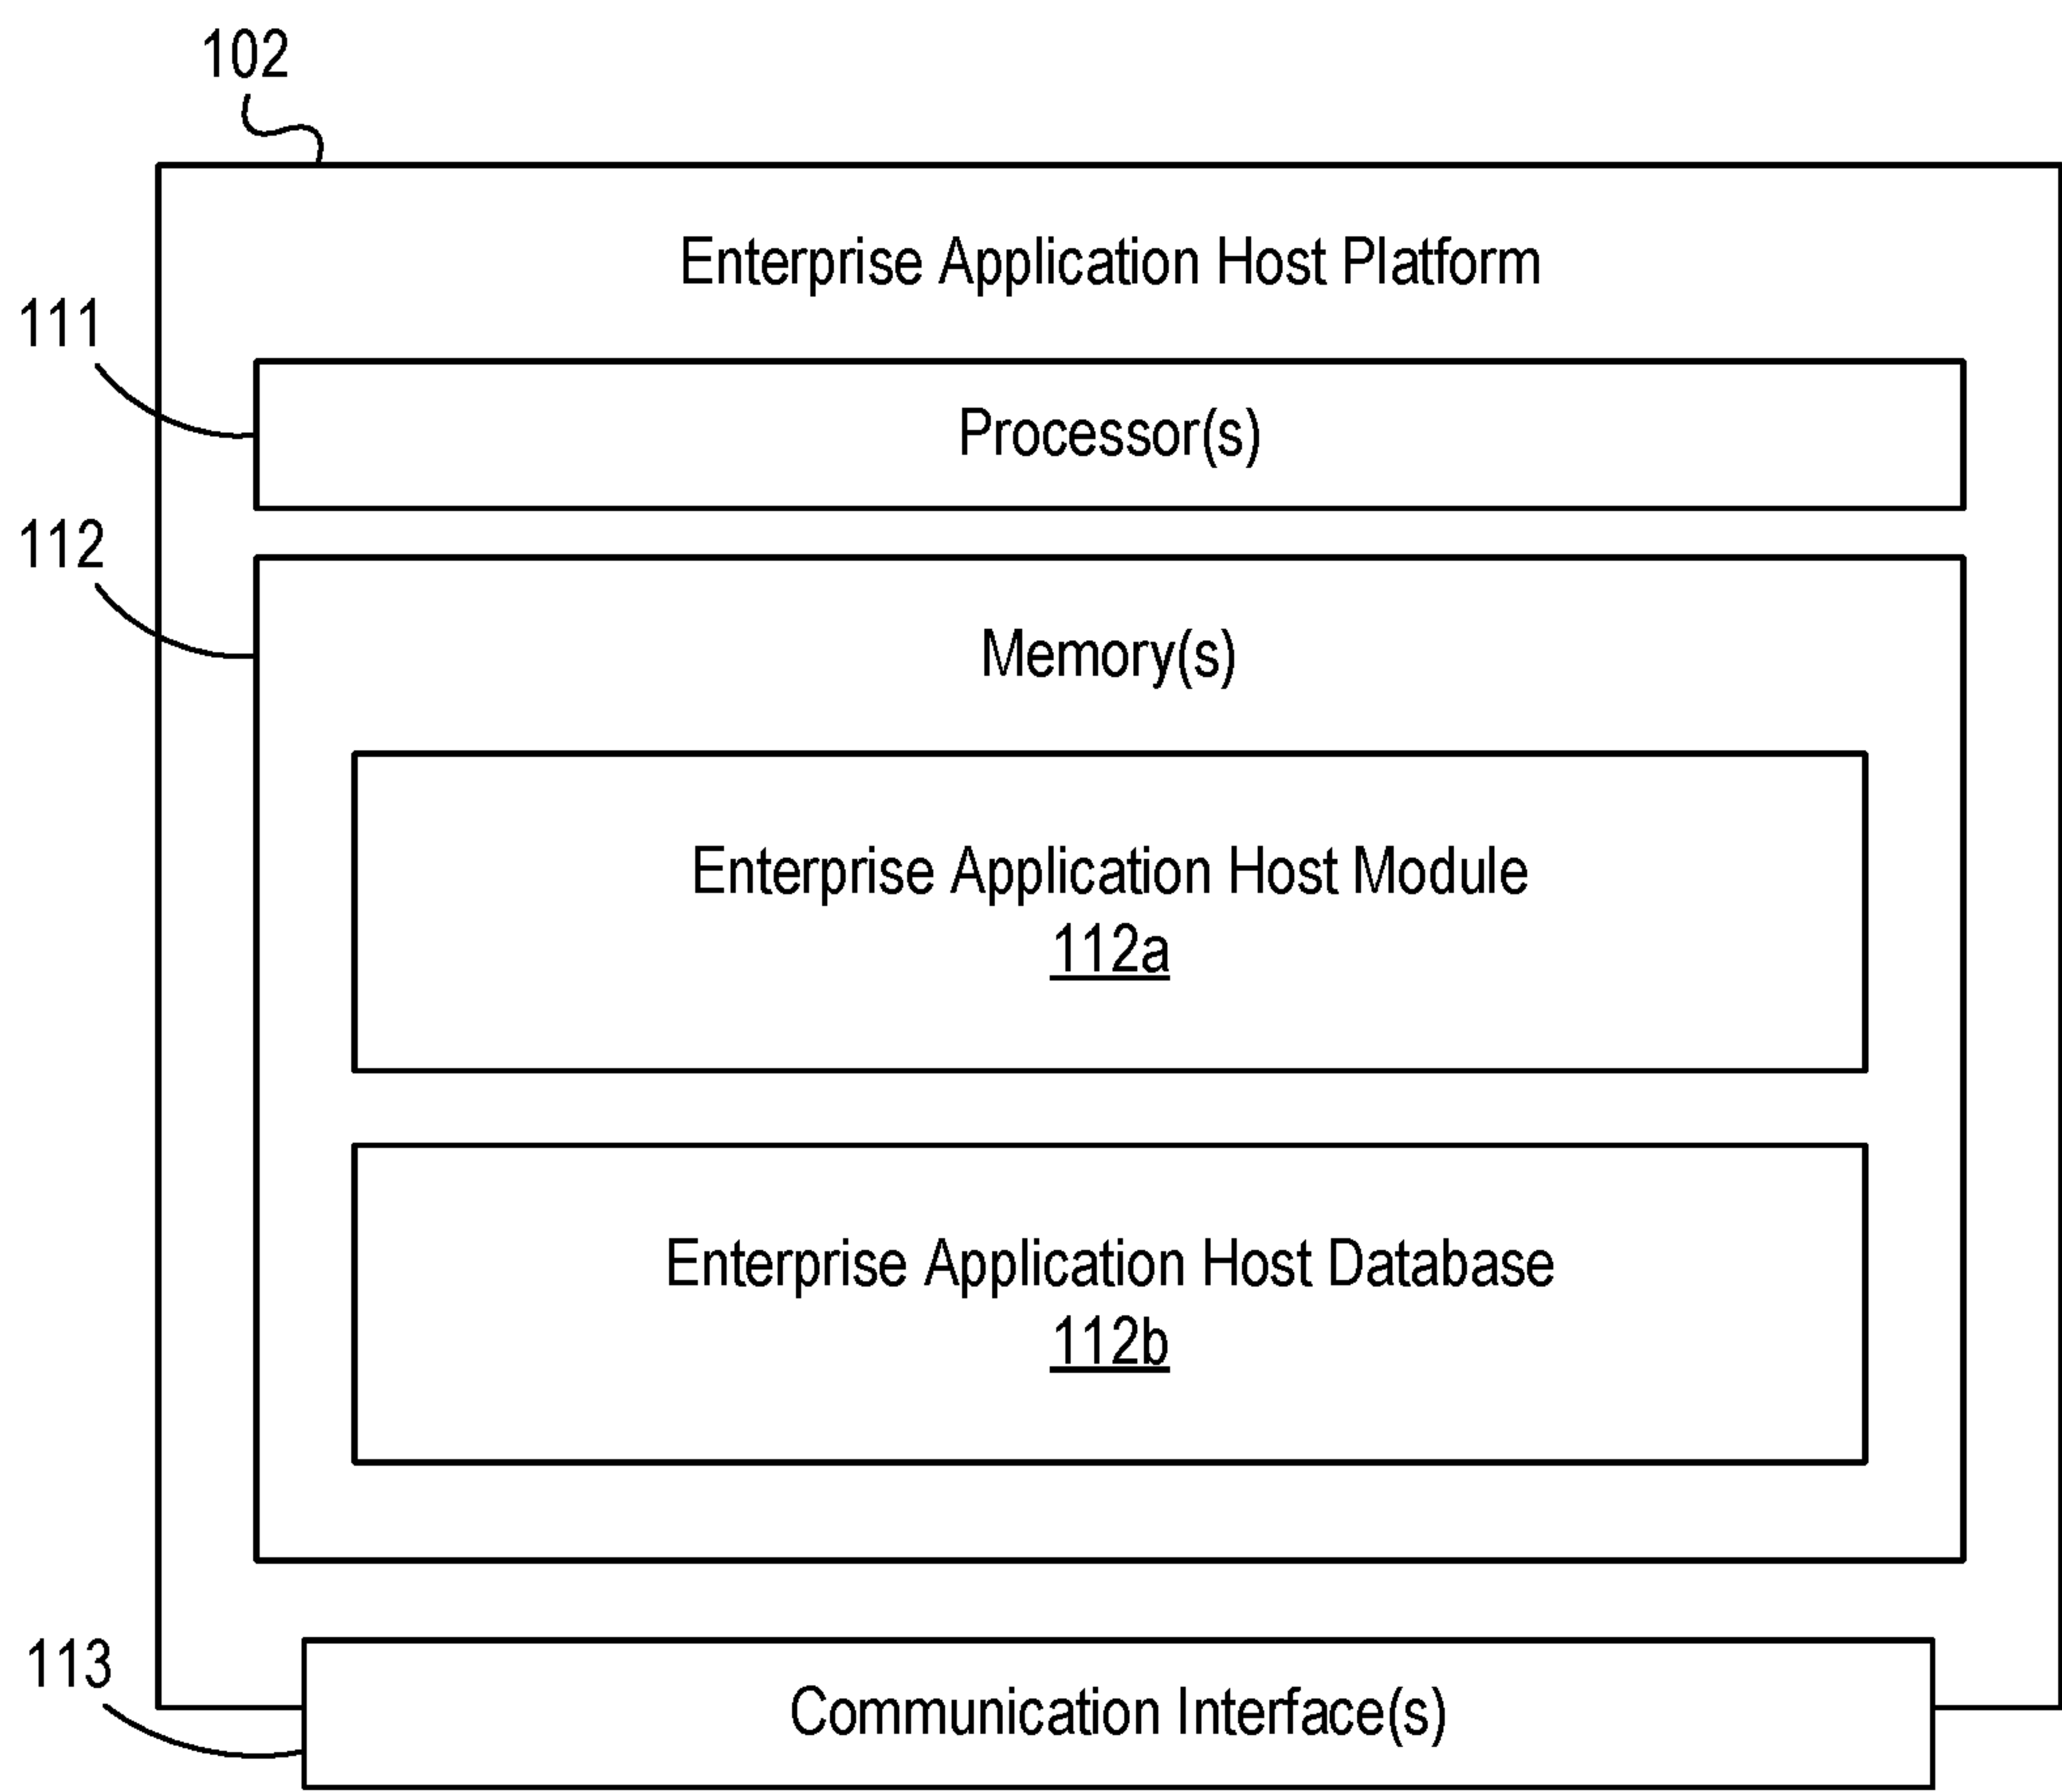 102
Enterprise Application Host Platform
111
Processor(s)
112
Memory(s)
Enterprise Application Host Module
112a
Enterprise Application Host Database
112b
113
Communication Interface(s)